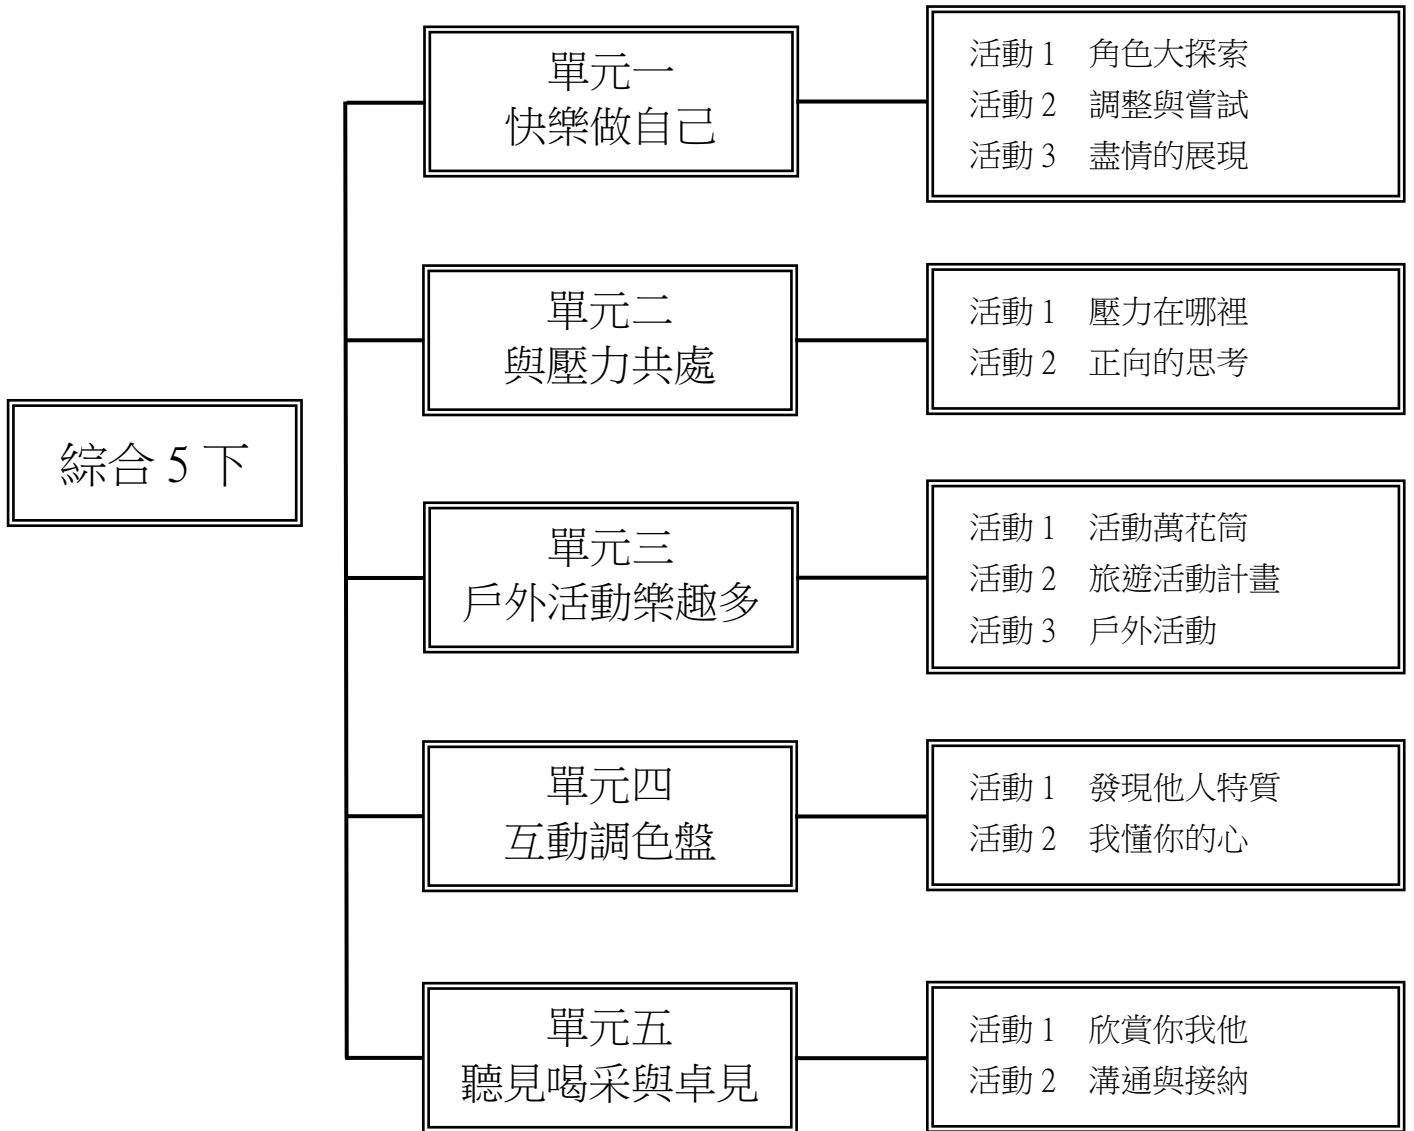 綜合 5 下
單元一
快樂做自己
活動 1 角色大探索
活動 2 調整與嘗試
活動 3 盡情的展現
單元二
與壓力共處
活動 1 壓力在哪裡
活動 2 正向的思考
單元三
戶外活動樂趣多
活動 1 活動萬花筒
活動 2 旅遊活動計畫
活動 3 戶外活動
單元四
互動調色盤
活動 1 發現他人特質
活動 2 我懂你的心
單元五
聽見喝采與卓見
活動 1 欣賞你我他
活動 2 溝通與接納